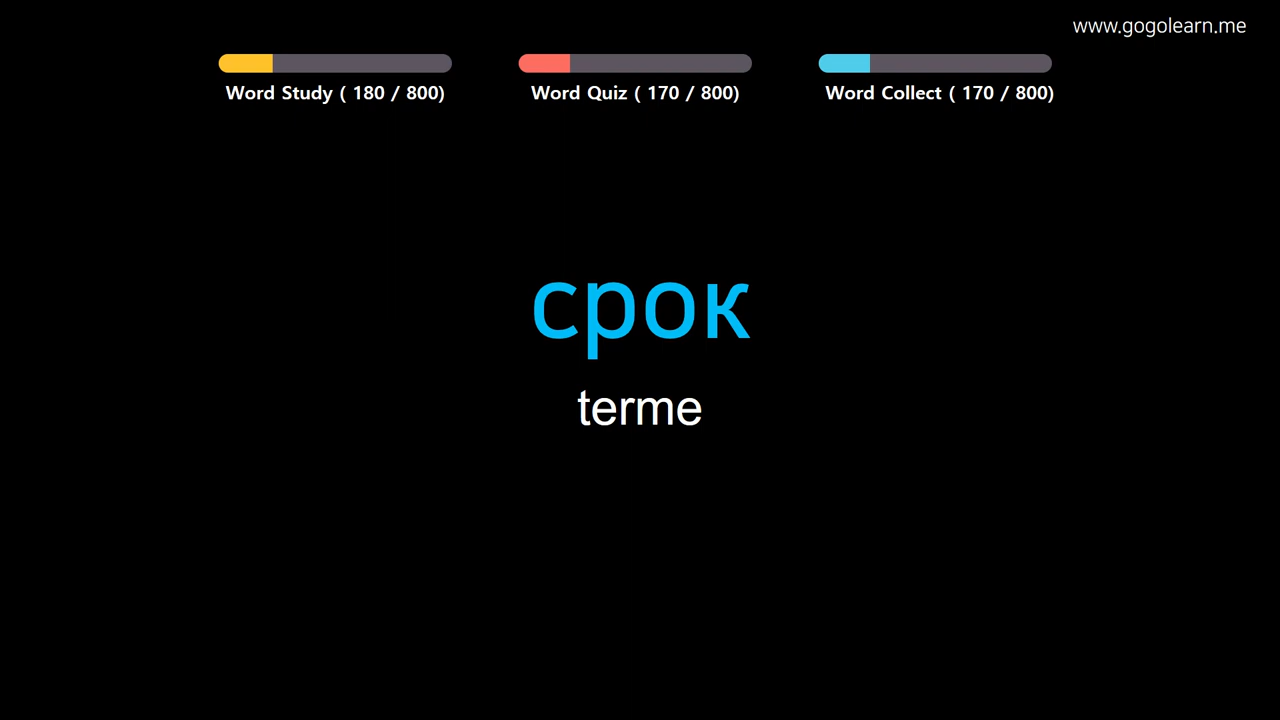 www.gogolearn.me
Word Study ( 180 / 800)
Word Quiz ( 170 / 800)
Word Collect ( 170 / 800)
срок
terme